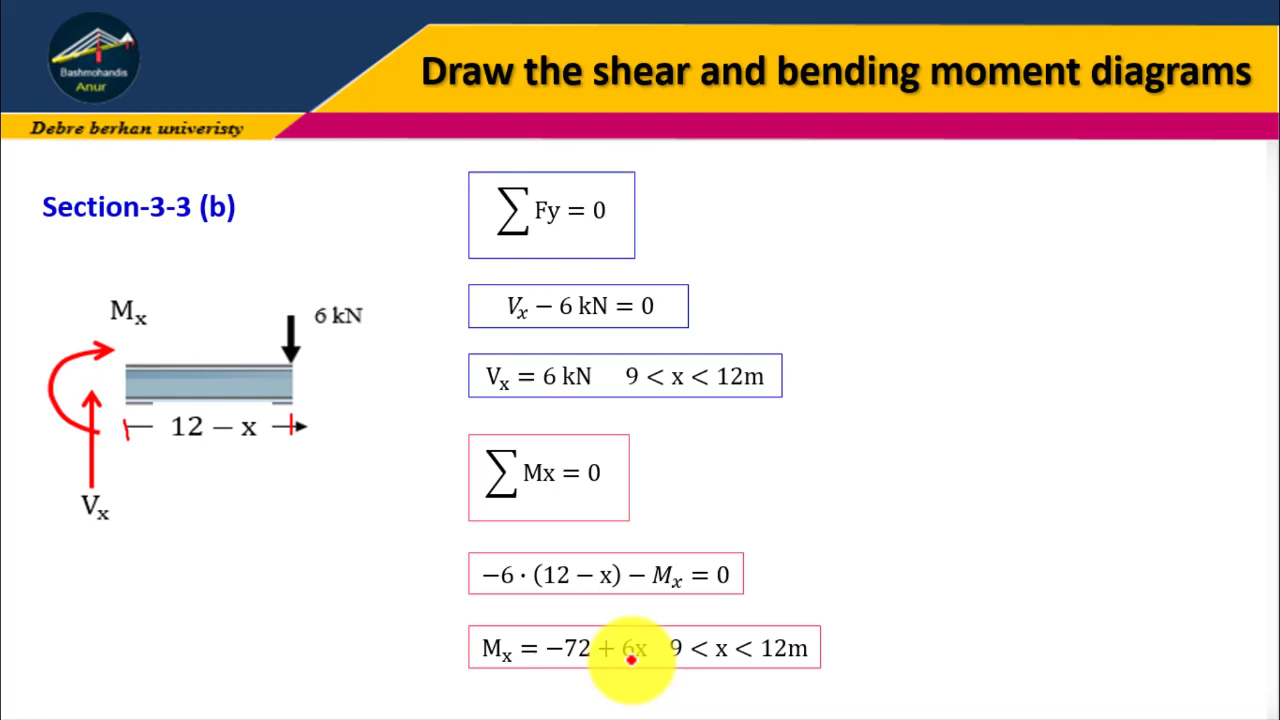 Bashmohandis
Anur
Draw the shear and bending moment diagrams
Debre berhan univeristy
Section-3-3 (b)
∑ Fy = 0
Vₓ − 6 kN = 0
Vₓ = 6 kN 9 < x < 12m
∑ Mx = 0
−6 · (12 − x) − Mₓ = 0
Mₓ = −72 + 6x 9 < x < 12m
Mₓ
6 kN
12 − x
Vₓ